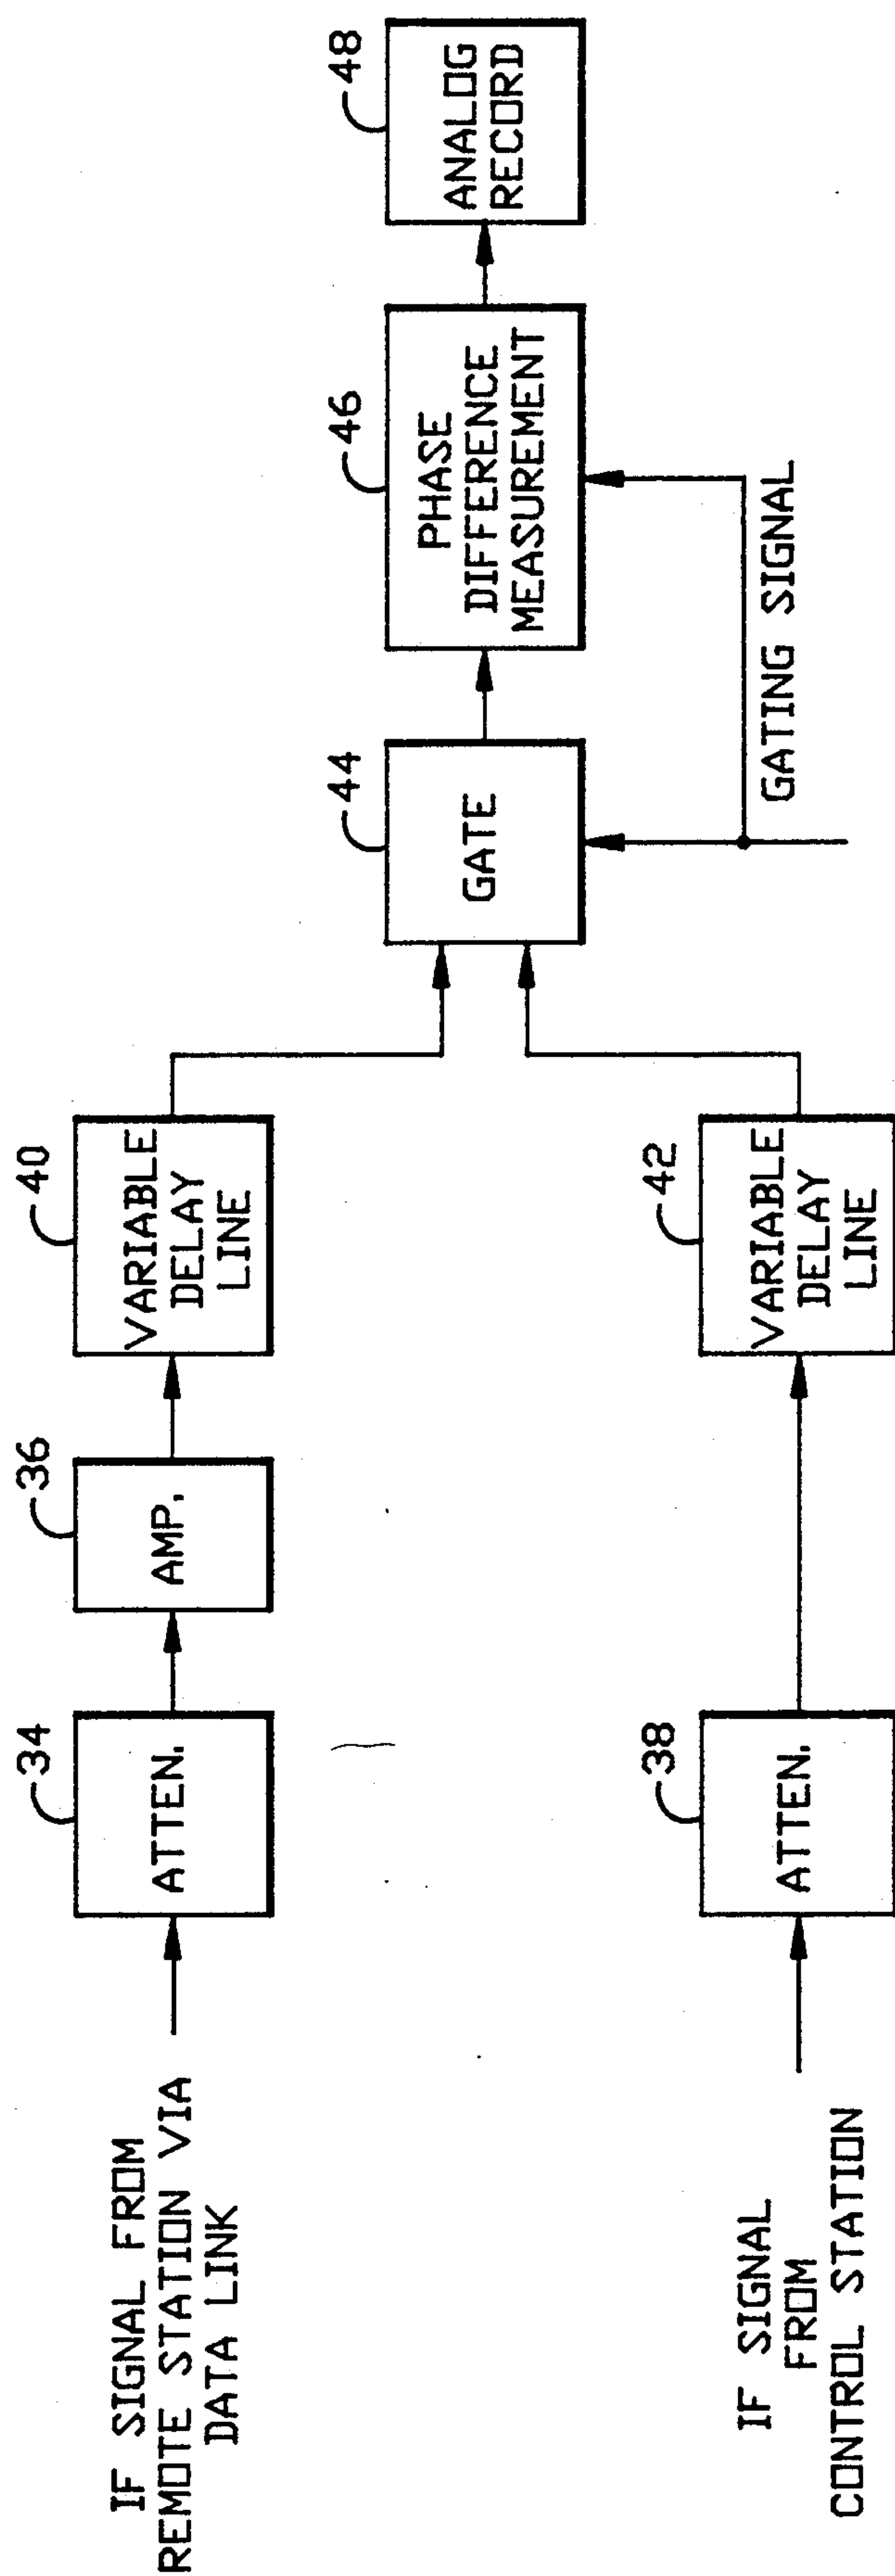 IF SIGNAL FROM
REMOTE STATION VIA
DATA LINK
34
ATTEN.
36
AMP.
40
VARIABLE
DELAY
LINE
IF SIGNAL
FROM
CONTROL STATION
38
ATTEN.
42
VARIABLE
DELAY
LINE
44
GATE
46
PHASE
DIFFERENCE
MEASUREMENT
48
ANALOG
RECORD
GATING SIGNAL